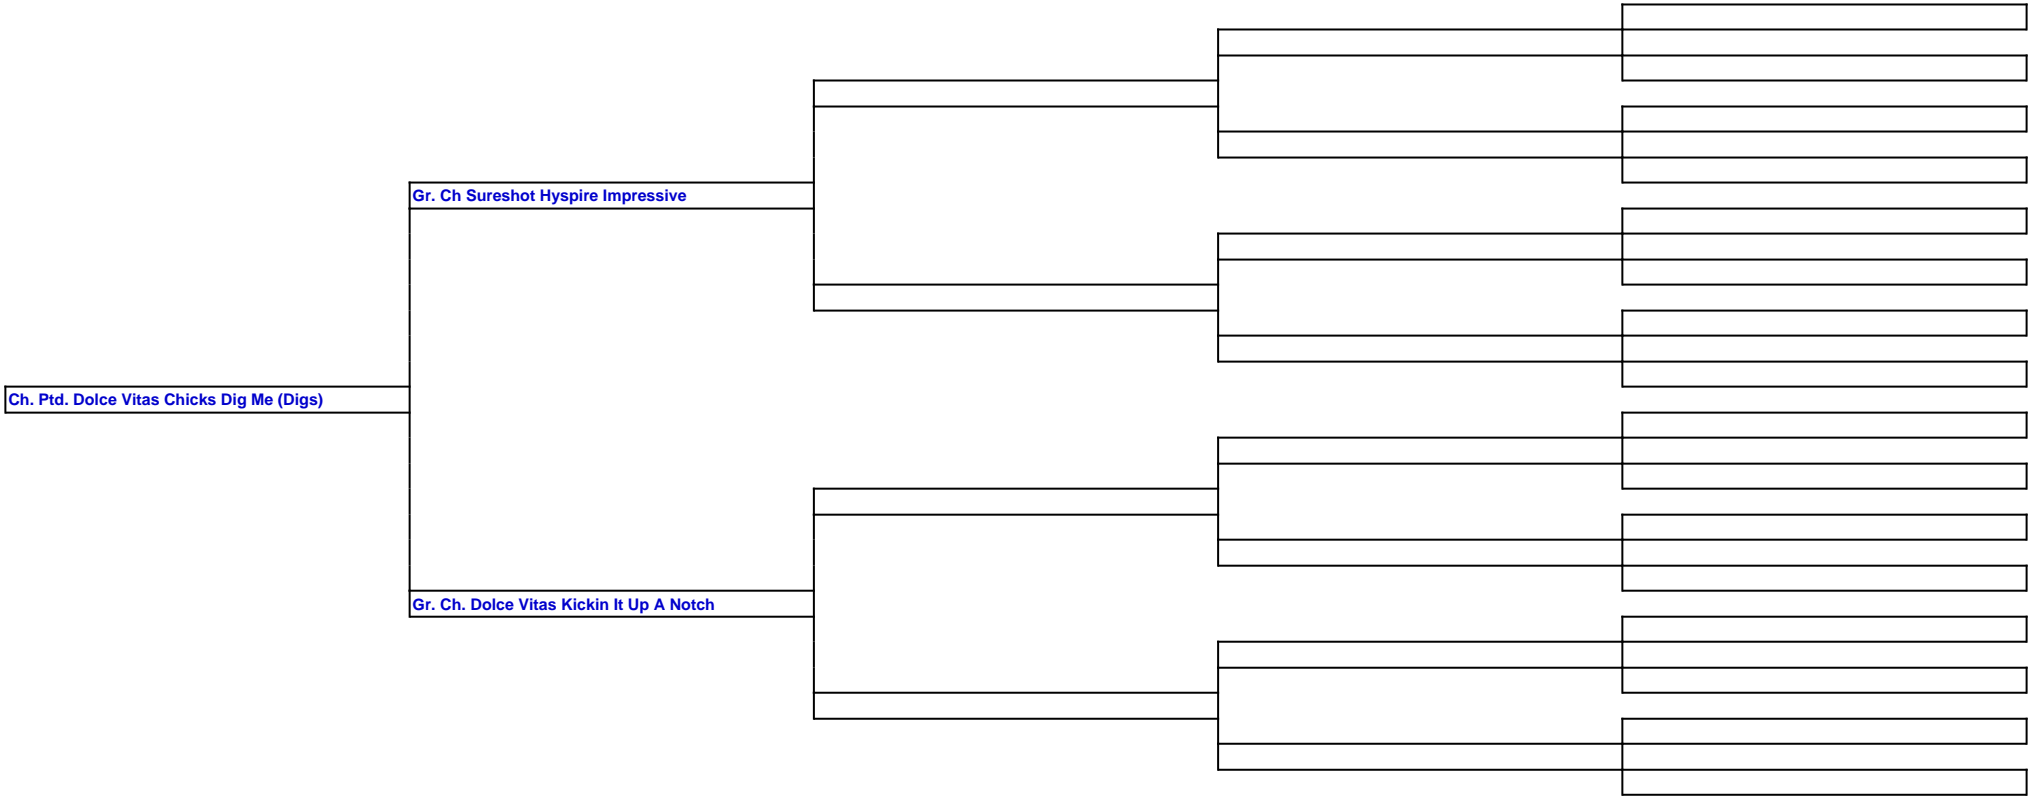 Gr. Ch Sureshot Hyspire Impressive
Ch. Ptd. Dolce Vitas Chicks Dig Me (Digs)
Gr. Ch. Dolce Vitas Kickin It Up A Notch